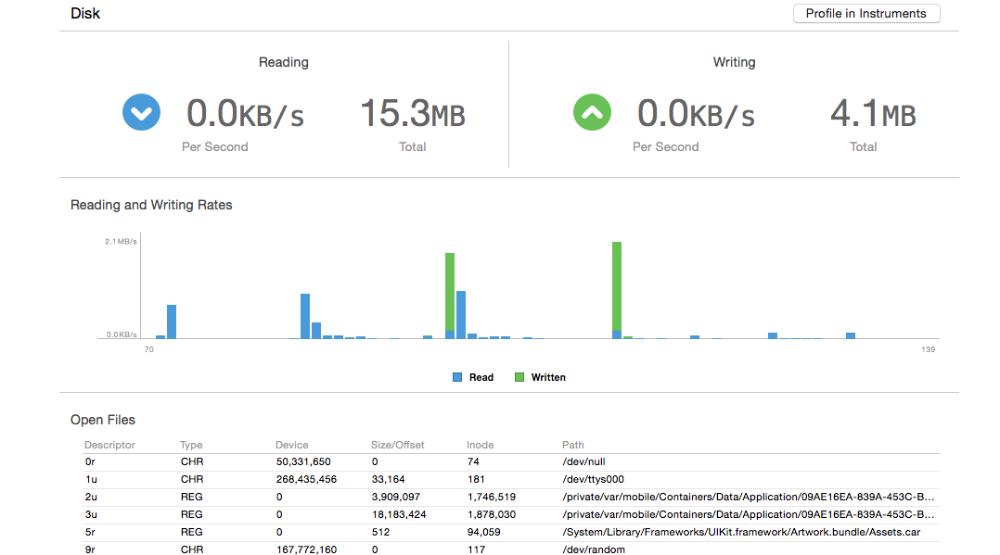 Disk
Profile in Instruments
Reading
Writing
0.0KB/s
15.3MB
0.0KB/s
4.1MB
Per Second
Total
Per Second
Total
Reading and Writing Rates
2.1MB/s
0.0KB/s
70
139
Read
Written
Open Files
Descriptor Type Device Size/Offset Inode Path
0r CHR 50,331,650 0 74 /dev/null
1u CHR 268,435,456 33,164 181 /dev/ttys000
2u REG 0 3,909,097 1,746,519 /private/var/mobile/Containers/Data/Application/09AE16EA-839A-453C-B...
3u REG 0 18,183,424 1,878,030 /private/var/mobile/Containers/Data/Application/09AE16EA-839A-453C-B...
5r REG 0 512 94,059 /System/Library/Frameworks/UIKit.framework/Artwork.bundle/Assets.car
9r CHR 167,772,160 0 117 /dev/random